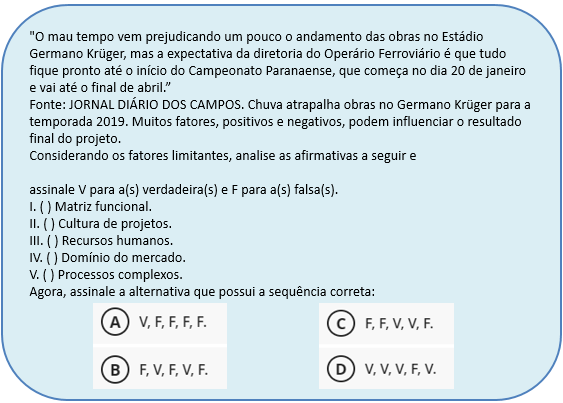 "O mau tempo vem prejudicando um pouco o andamento das obras no Estádio
Germano Krüger, mas a expectativa da diretoria do Operário Ferroviário é que tudo
fique pronto até o início do Campeonato Paranaense, que começa no dia 20 de janeiro
e vai até o final de abril.”
Fonte: JORNAL DIÁRIO DOS CAMPOS. Chuva atrapalha obras no Germano Krüger para a
temporada 2019. Muitos fatores, positivos e negativos, podem influenciar o resultado
final do projeto.
Considerando os fatores limitantes, analise as afirmativas a seguir e
assinale V para a(s) verdadeira(s) e F para a(s) falsa(s).
I. ( ) Matriz funcional.
II. ( ) Cultura de projetos.
III. ( ) Recursos humanos.
IV. ( ) Domínio do mercado.
V. ( ) Processos complexos.
Agora, assinale a alternativa que possui a sequência correta:
A V, F, F, F, F.
B F, V, F, V, F.
C F, F, V, V, F.
D V, V, V, F, V.